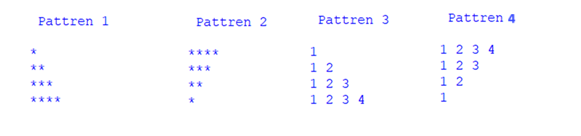 Pattren 1 Pattren 2 Pattren 3 Pattren 4
* **** 1 1 2 3 4
** *** 1 2 1 2 3
*** ** 1 2 3 1 2
**** * 1 2 3 4 1